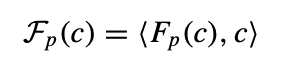 ℱₚ(c) = ⟨Fₚ(c), c⟩